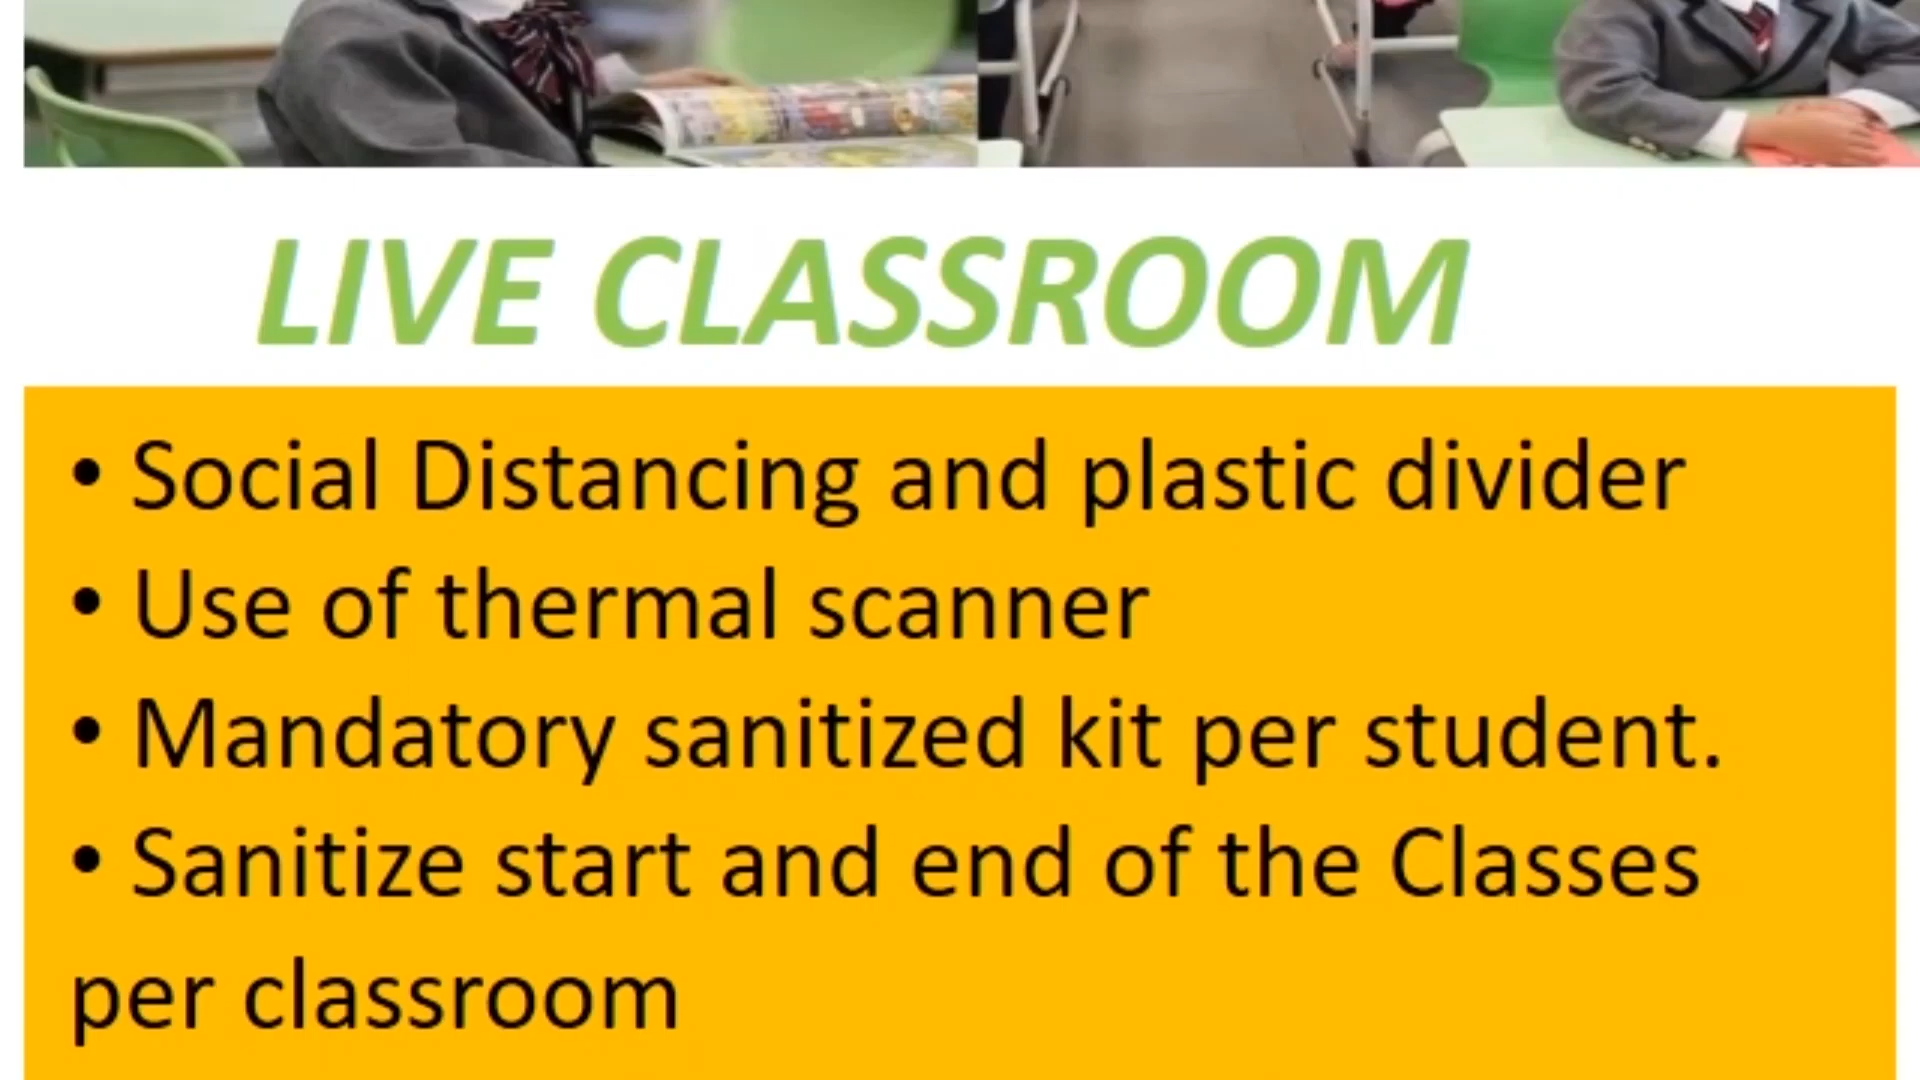 LIVE CLASSROOM
• Social Distancing and plastic divider
• Use of thermal scanner
• Mandatory sanitized kit per student.
• Sanitize start and end of the Classes
per classroom